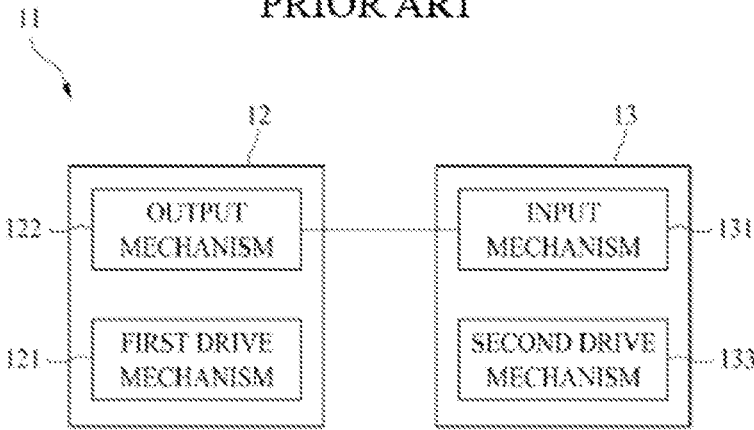 PRIOR ART
11
12
13
122
OUTPUT
MECHANISM
INPUT
MECHANISM
131
121
FIRST DRIVE
MECHANISM
SECOND DRIVE
MECHANISM
133